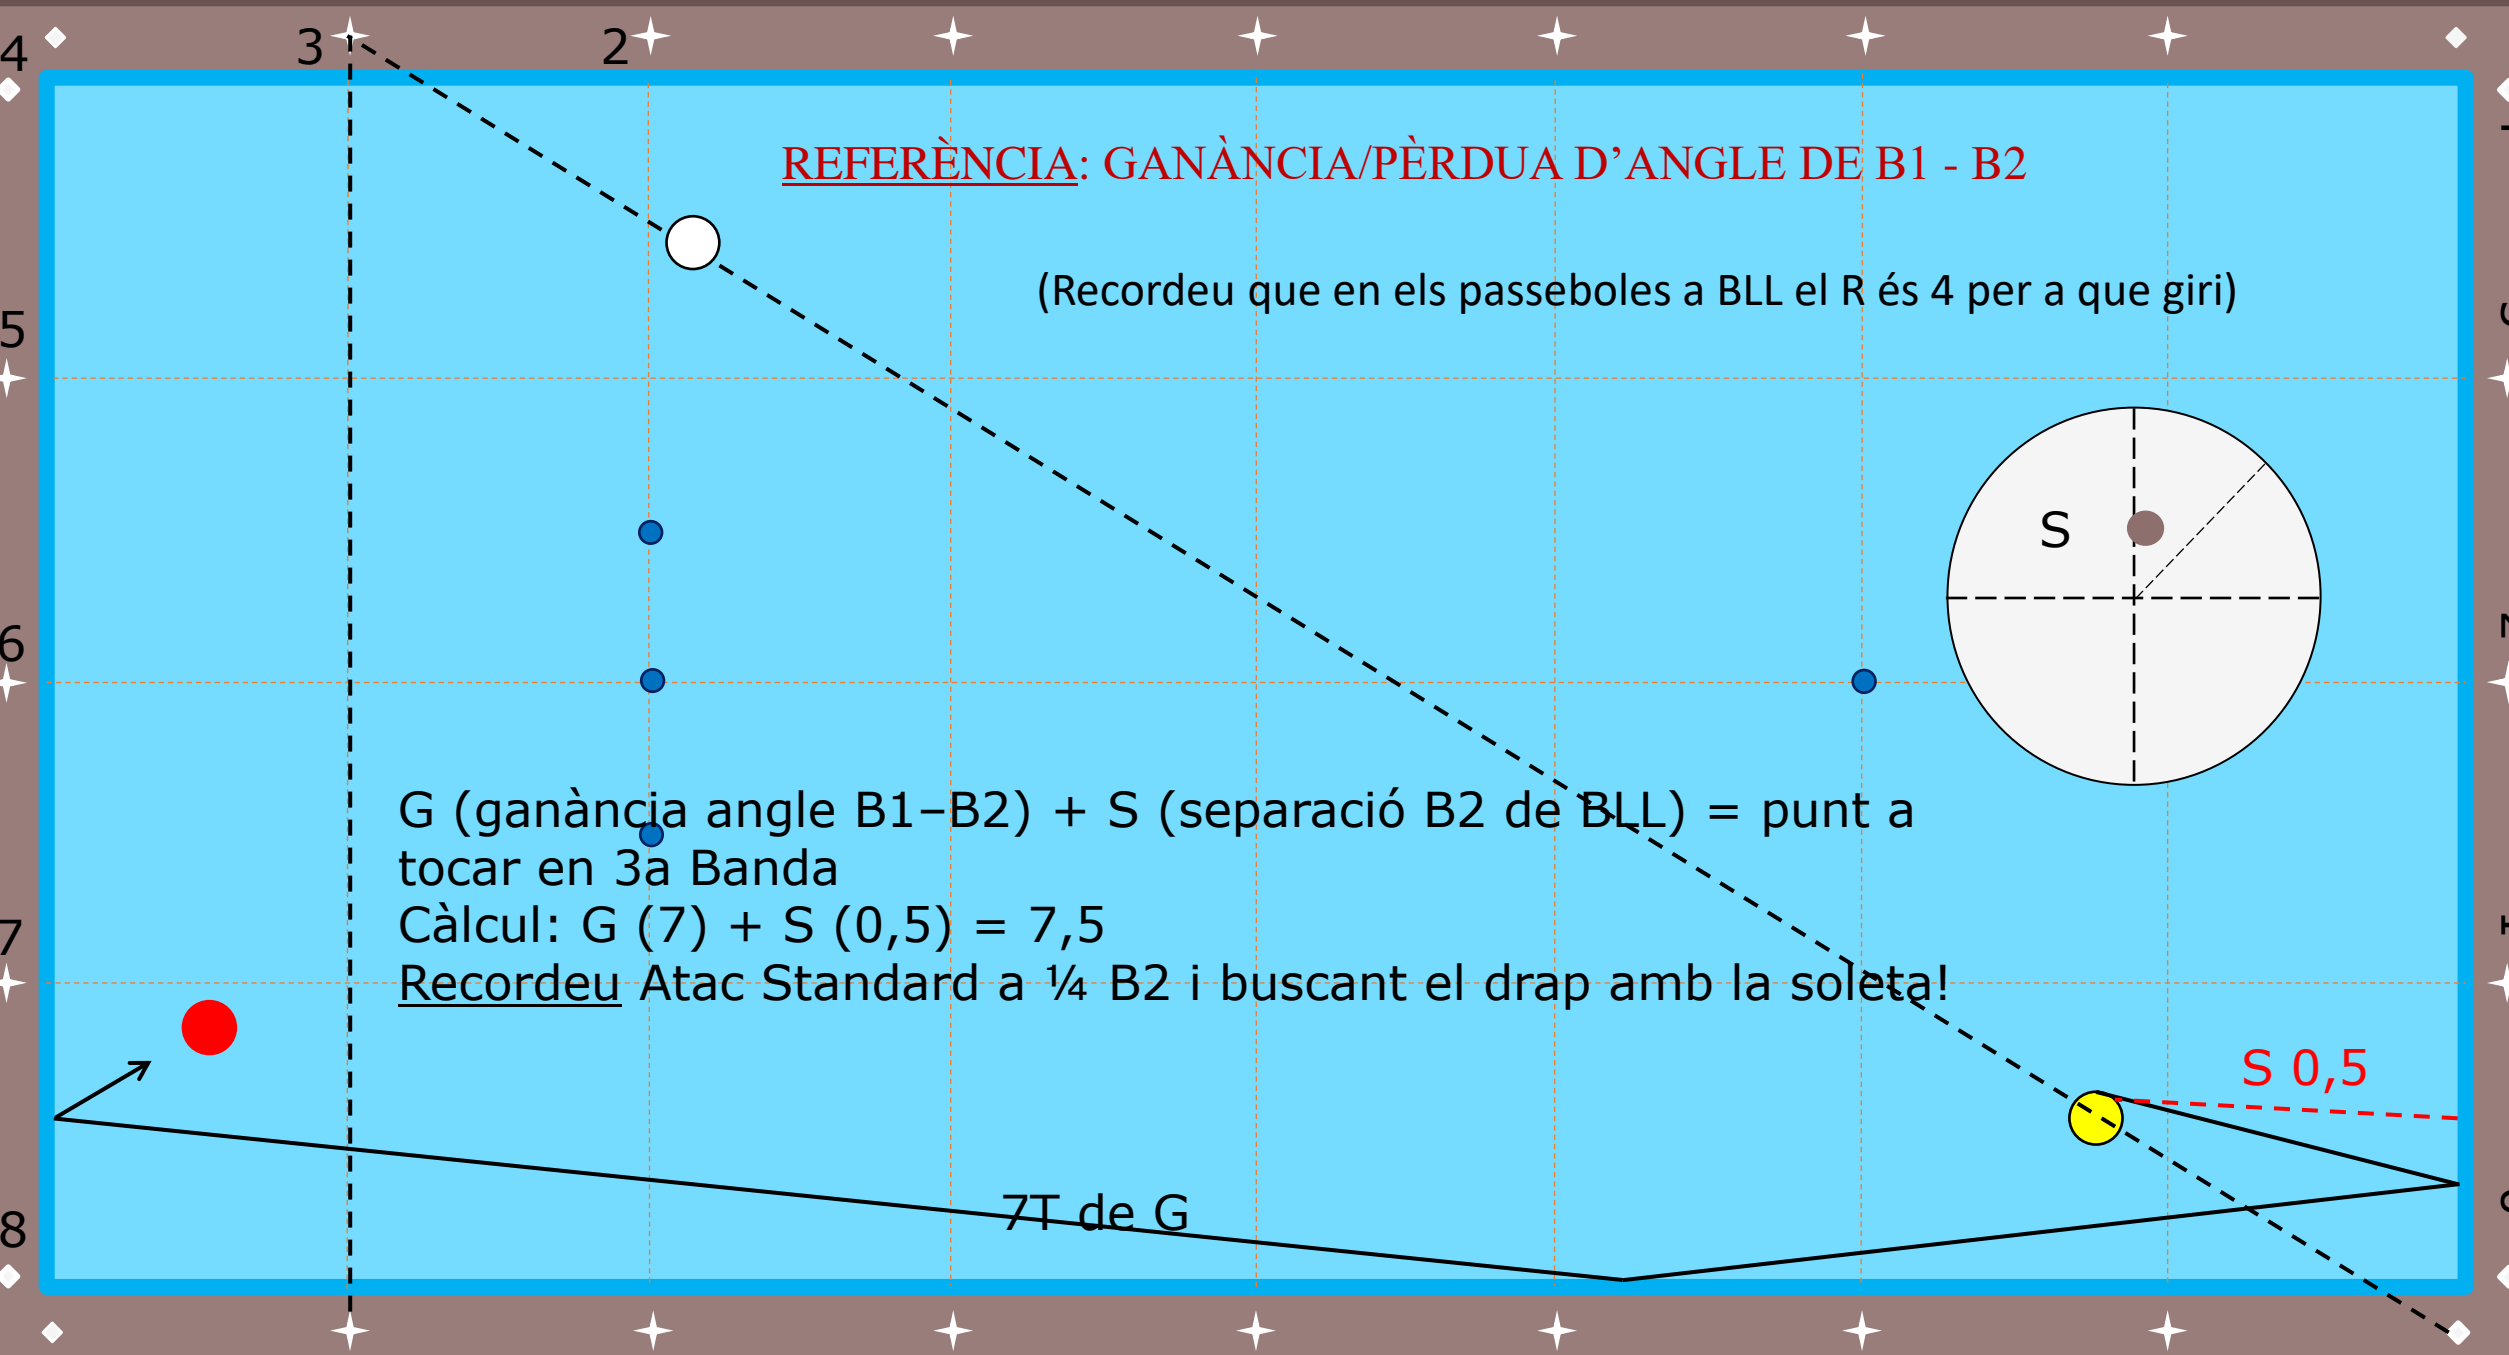 4
3
2
REFERÈNCIA: GANÀNCIA/PÈRDUA D’ANGLE DE B1 - B2
(Recordeu que en els passeboles a BLL el R és 4 per a que giri)
5
S
6
G (ganància angle B1–B2) + S (separació B2 de BLL) = punt a
tocar en 3a Banda
Càlcul: G (7) + S (0,5) = 7,5
Recordeu Atac Standard a ¼ B2 i buscant el drap amb la soleta!
7
S 0,5
7T de G
8